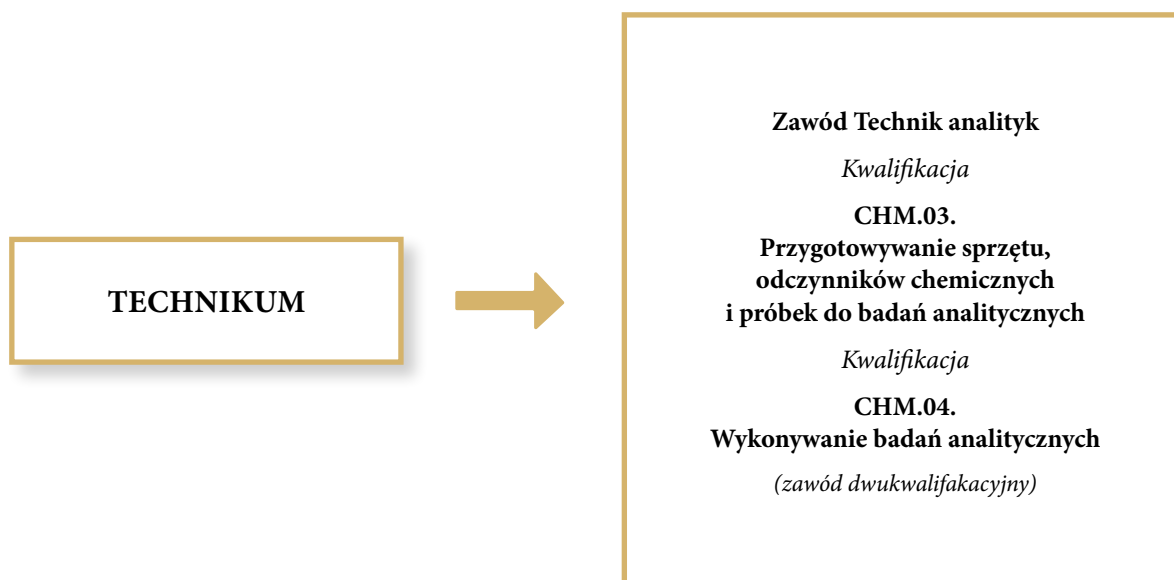 TECHNIKUM
Zawód Technik analityk
Kwalifikacja
CHM.03.
Przygotowywanie sprzętu,
odczynników chemicznych
i próbek do badań analitycznych
Kwalifikacja
CHM.04.
Wykonywanie badań analitycznych
(zawód dwukwalifakacyjny)